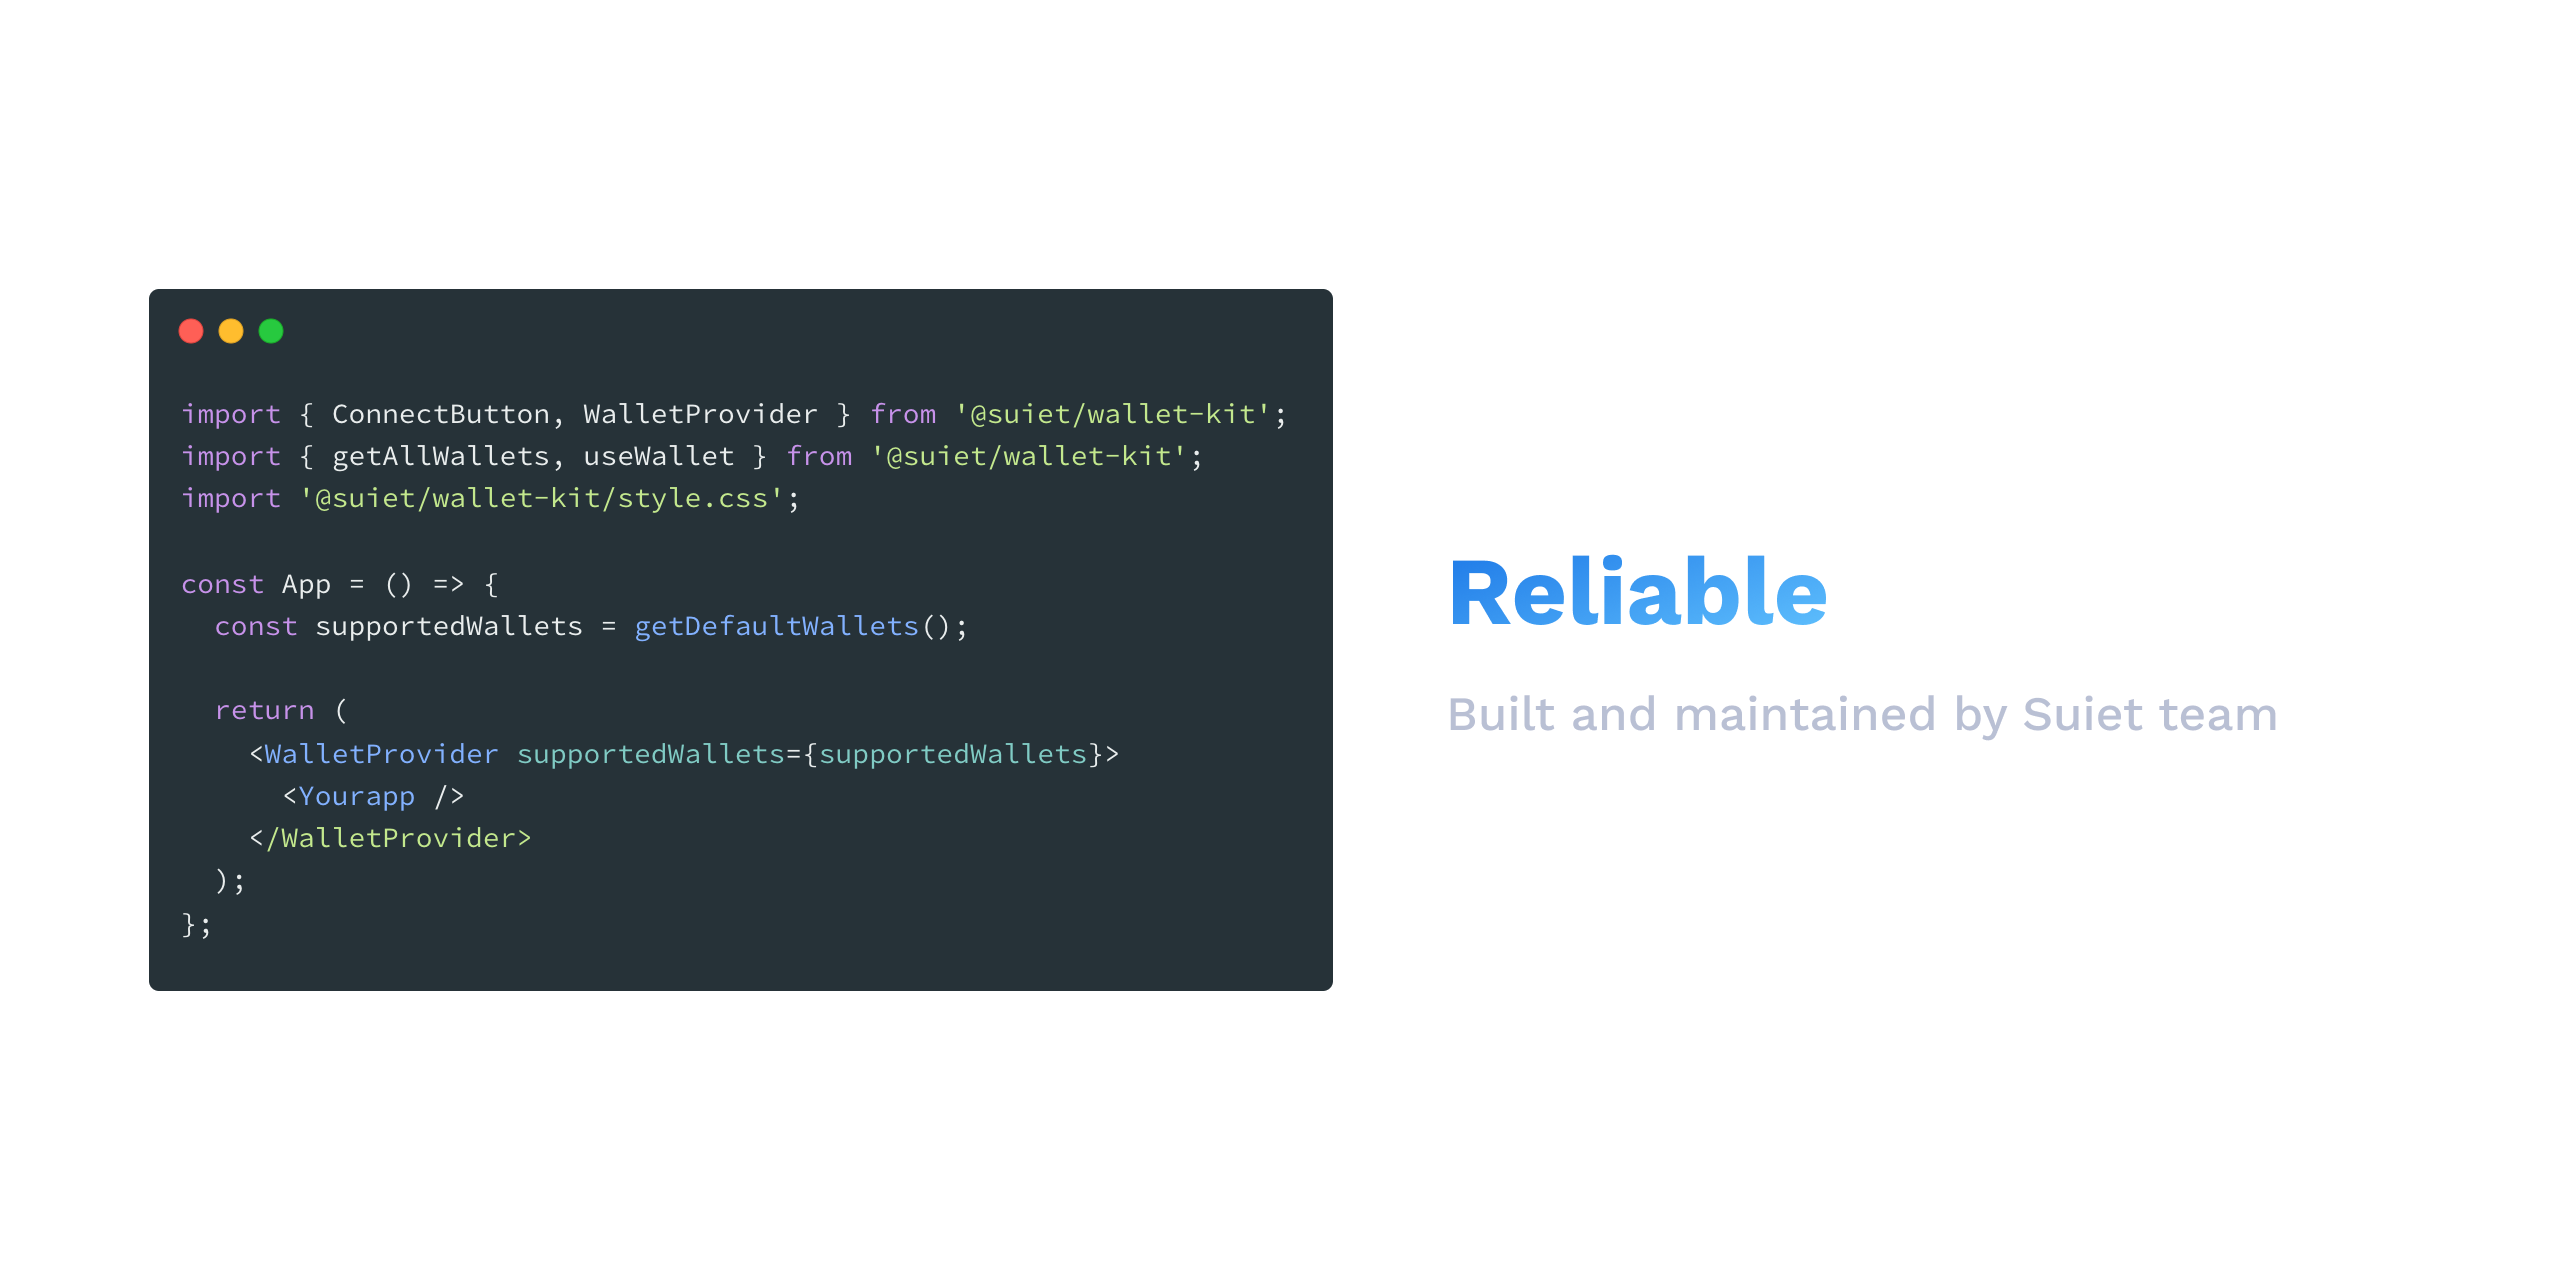 import { ConnectButton, WalletProvider } from '@suiet/wallet-kit';
import { getAllWallets, useWallet } from '@suiet/wallet-kit';
import '@suiet/wallet-kit/style.css';

const App = () => {
  const supportedWallets = getDefaultWallets();

  return (
    <WalletProvider supportedWallets={supportedWallets}>
      <Yourapp />
    </WalletProvider>
  );
};
Reliable
Built and maintained by Suiet team